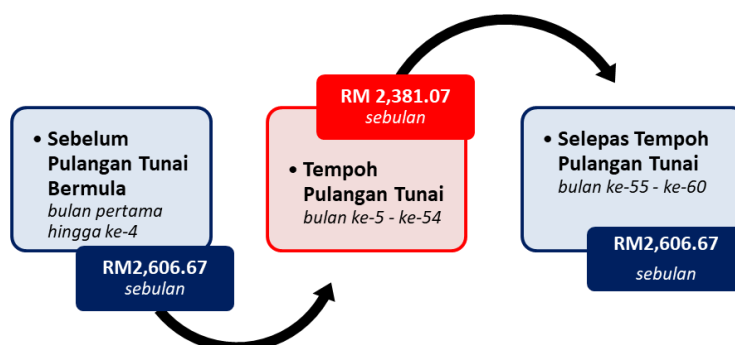 • Sebelum
Pulangan Tunai
Bermula
bulan pertama
hingga ke-4
RM2,606.67
sebulan
RM 2,381.07
sebulan
• Tempoh
Pulangan Tunai
bulan ke-5 - ke-54
• Selepas Tempoh
Pulangan Tunai
bulan ke-55 - ke-60
RM2,606.67
sebulan